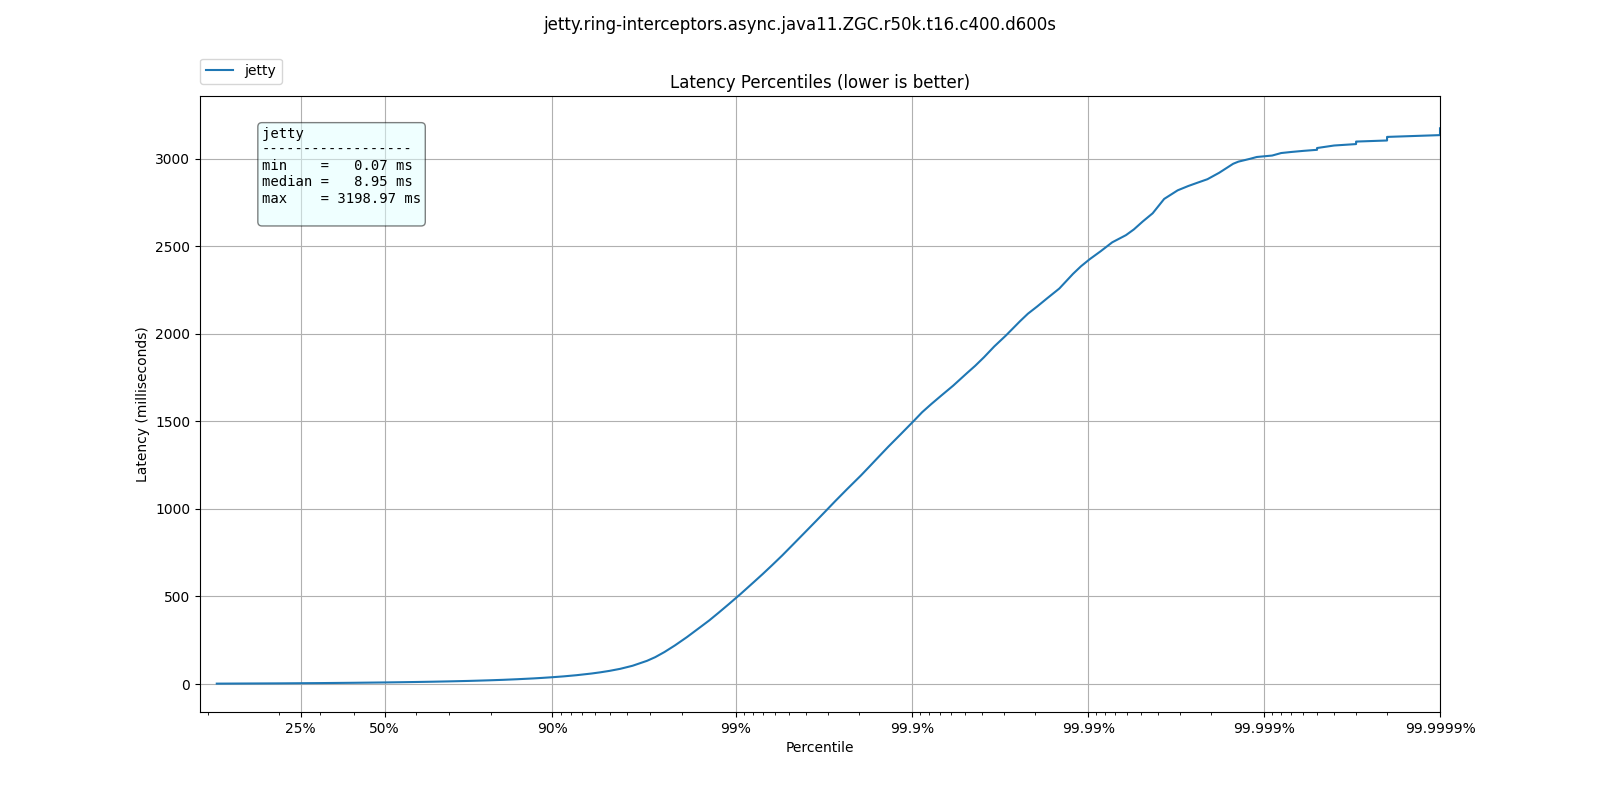 jetty.ring-interceptors.async.java11.ZGC.r50k.t16.c400.d600s
jetty
Latency Percentiles (lower is better)
jetty
------------------
min    =   0.07 ms
median =   8.95 ms
max    = 3198.97 ms
3000
2500
2000
1500
1000
500
0
Latency (milliseconds)
25% 50% 90% 99% 99.9% 99.99% 99.999% 99.9999%
Percentile